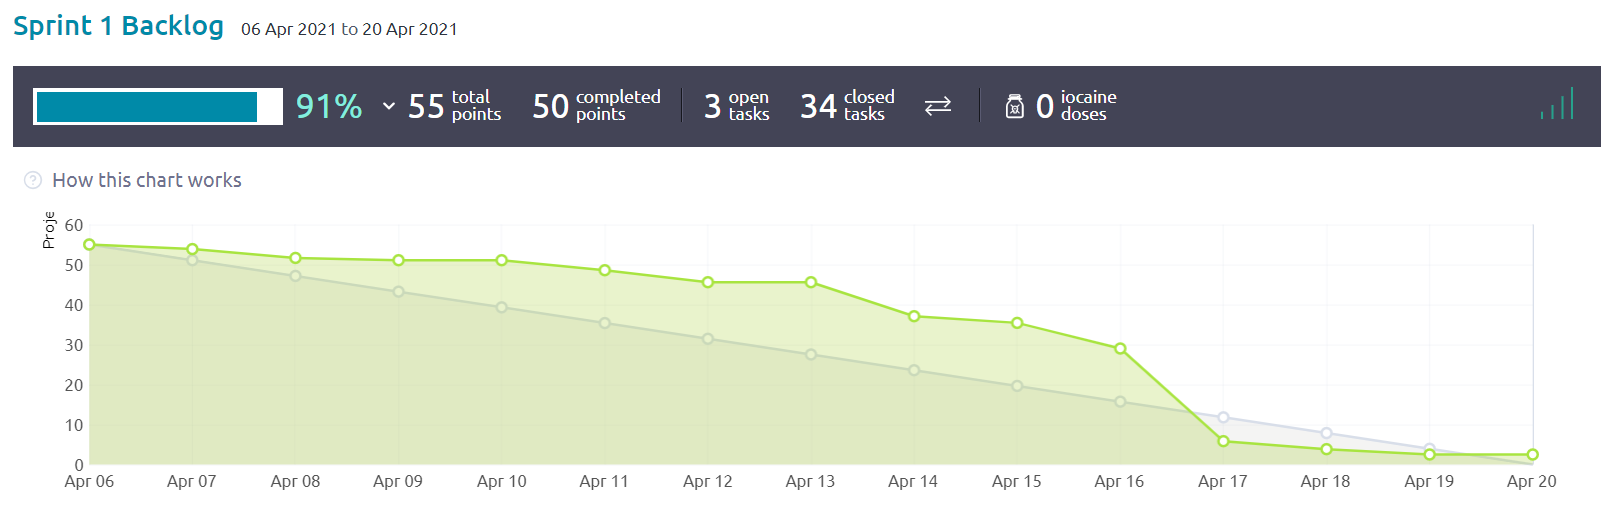 Sprint 1 Backlog 06 Apr 2021 to 20 Apr 2021
91% 55 total points 50 completed points 3 open tasks 34 closed tasks 0 iocaine doses
? How this chart works
Proje
60
50
40
30
20
10
0
Apr 06 Apr 07 Apr 08 Apr 09 Apr 10 Apr 11 Apr 12 Apr 13 Apr 14 Apr 15 Apr 16 Apr 17 Apr 18 Apr 19 Apr 20